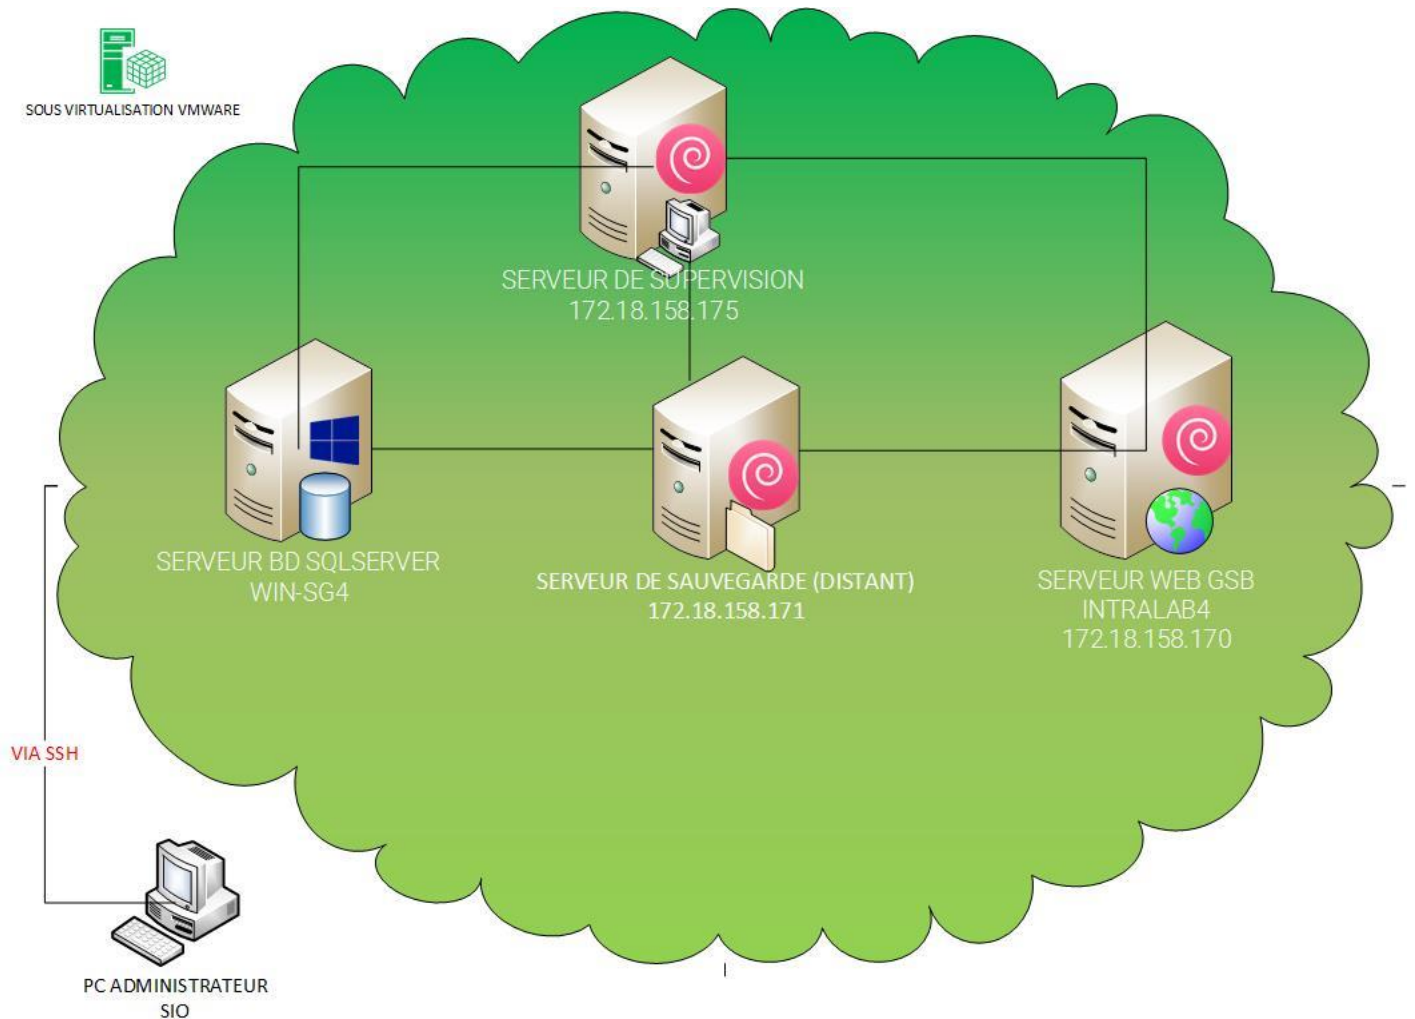 SOUS VIRTUALISATION VMWARE
SERVEUR DE SUPERVISION
172.18.158.175
SERVEUR BD SQLSERVER
WIN-SG4
SERVEUR DE SAUVEGARDE (DISTANT)
172.18.158.171
SERVEUR WEB GSB
INTRALAB4
172.18.158.170
VIA SSH
PC ADMINISTRATEUR
SIO